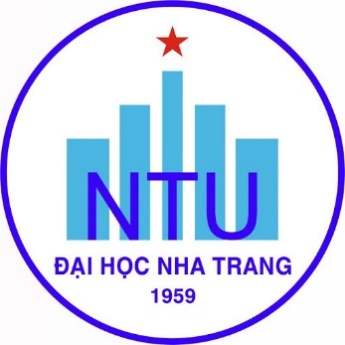 NTU
ĐẠI HỌC NHA TRANG
1959